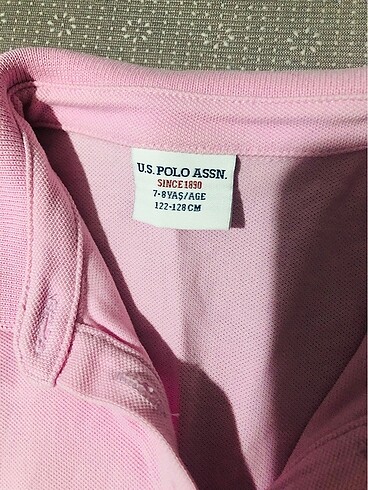 U.S. POLO ASSN.
SINCE 1890
7-8 YAŞ/AGE
122-128 CM